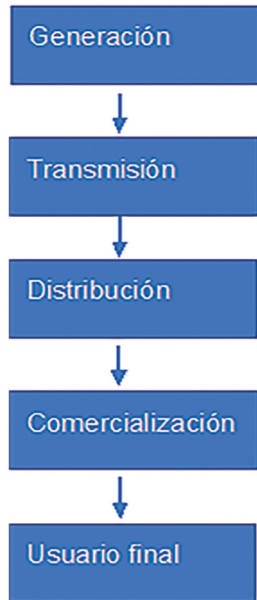 Generación
Transmisión
Distribución
Comercialización
Usuario final